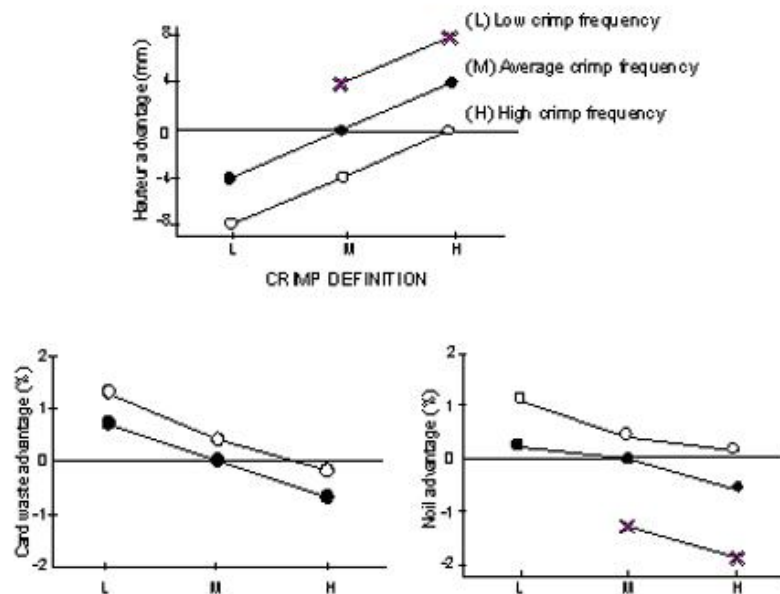 8
(L) Low crimp frequency
Hauteur advantage (mm)
4
(M) Average crimp frequency
0
(H) High crimp frequency
-4
-8
L M H
CRIMP DEFINITION
Card waste advantage (%)
2
1
0
-1
-2
L M H
Noil advantage (%)
2
1
0
-1
-2
L M H